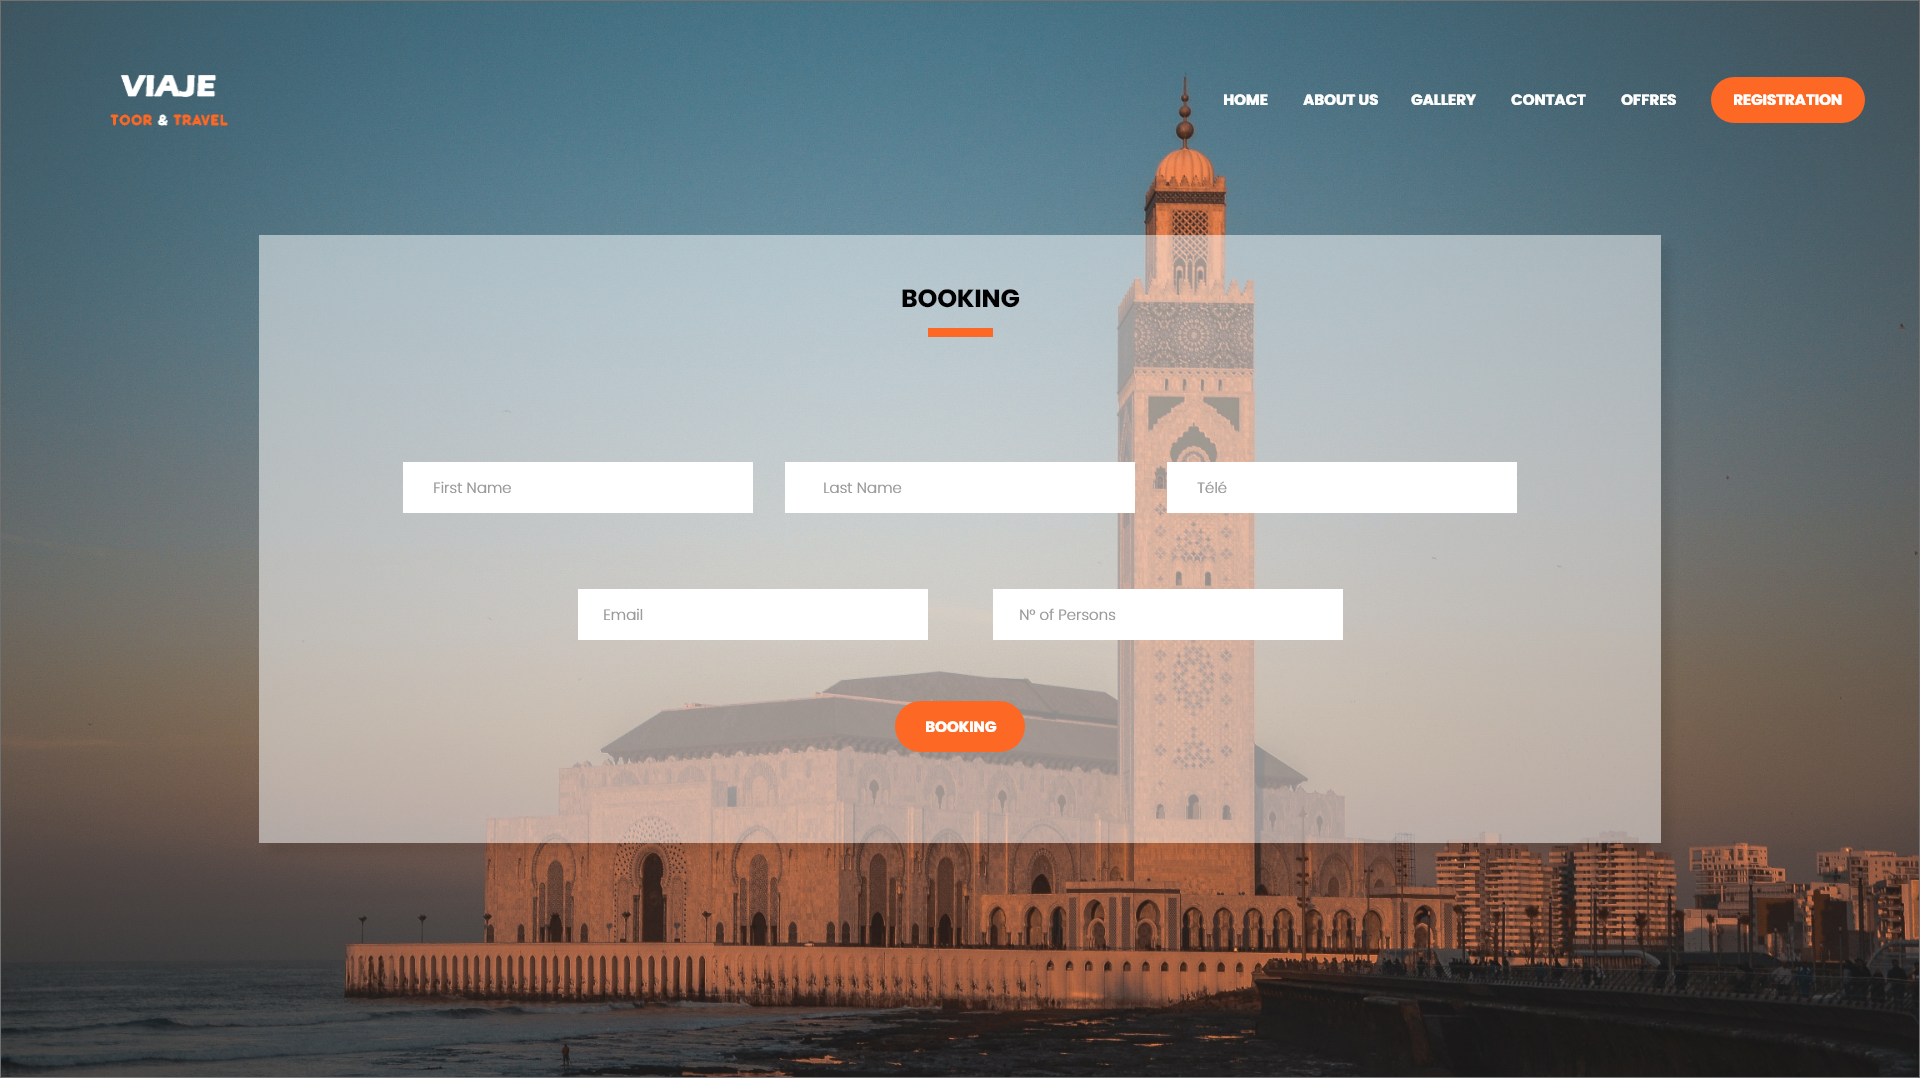 VIAJE
TOOR & TRAVEL
HOME ABOUT US GALLERY CONTACT OFFRES REGISTRATION
BOOKING
First Name Last Name Télé
Email N° of Persons
BOOKING